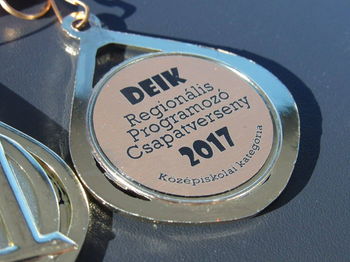 DEIK
Regionális
Programozó
Csapatverseny
2017
Középiskolai kategória